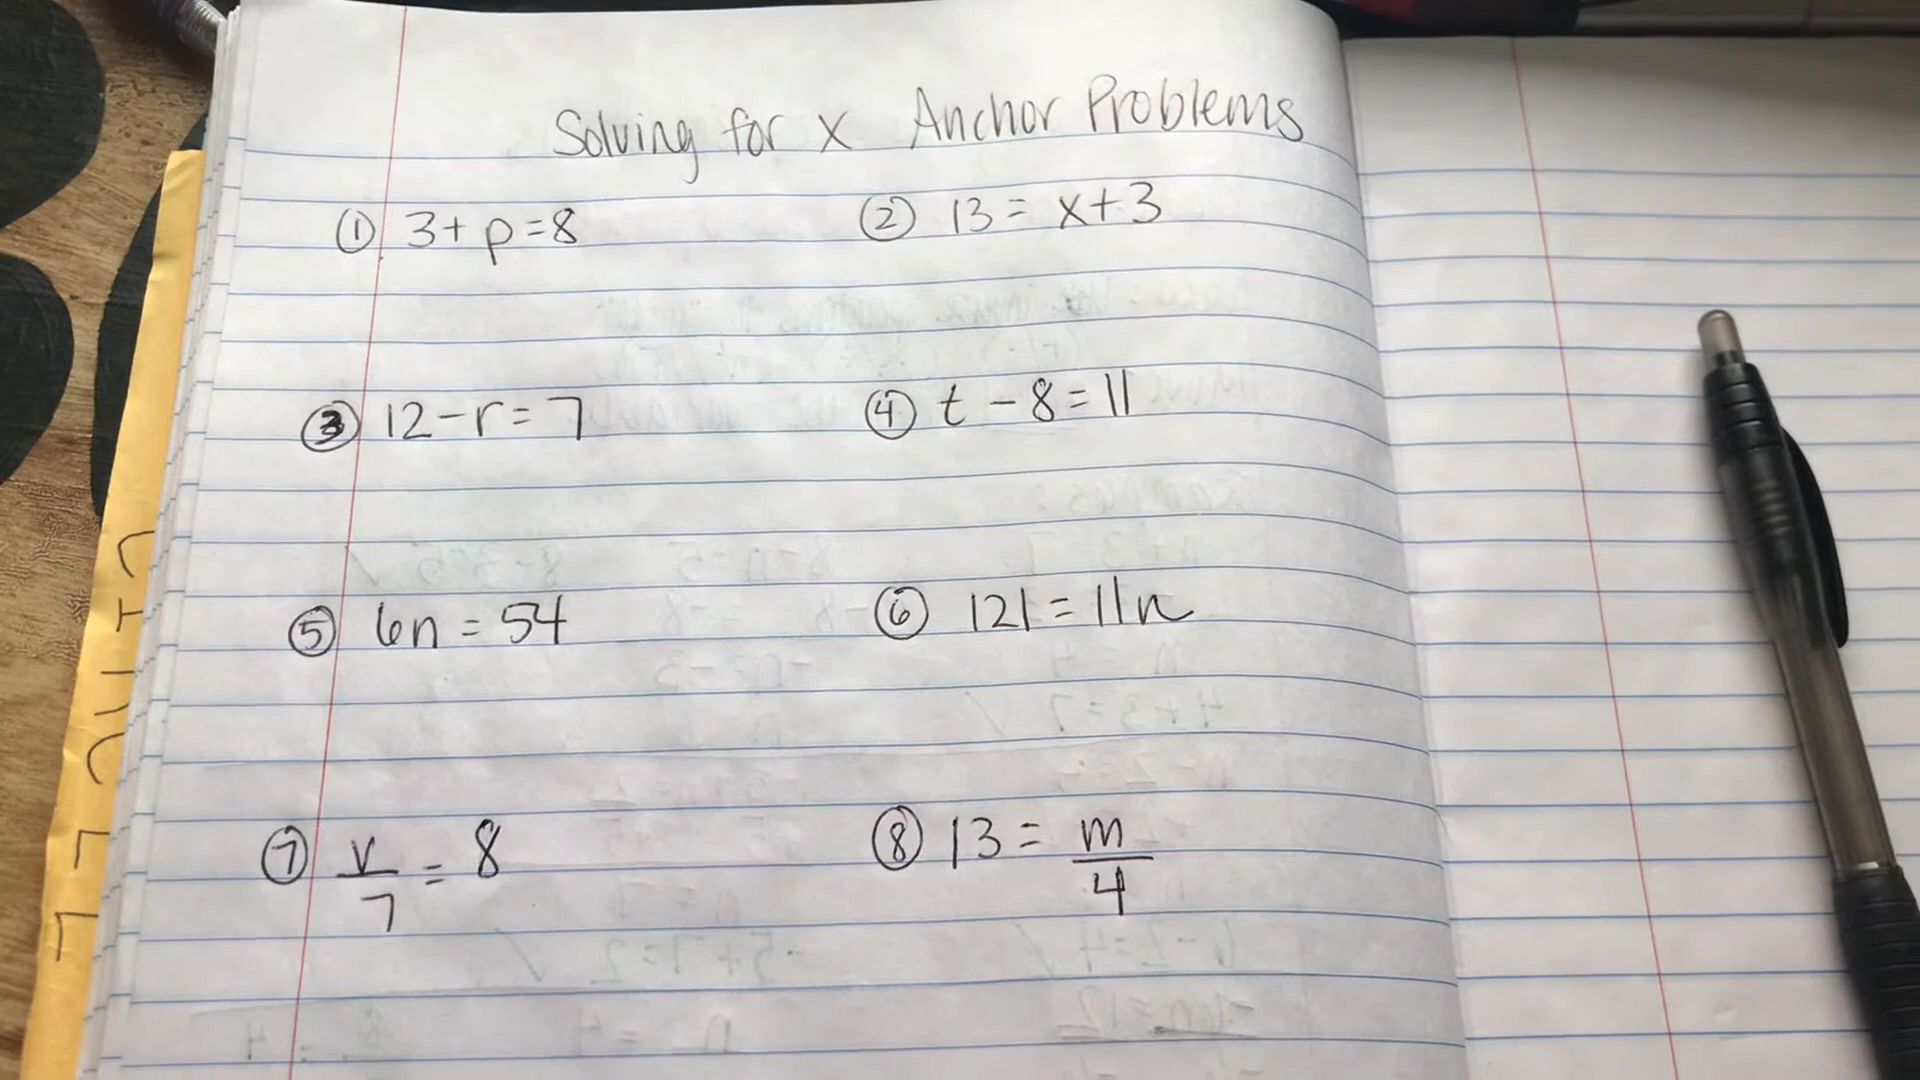 Solving for x Anchor Problems
① 3 + p = 8 ② 13 = x + 3
③ 12 - r = 7 ④ t - 8 = 11
⑤ 6n = 54 ⑥ 121 = 11n
⑦ v/7 = 8 ⑧ 13 = m/4